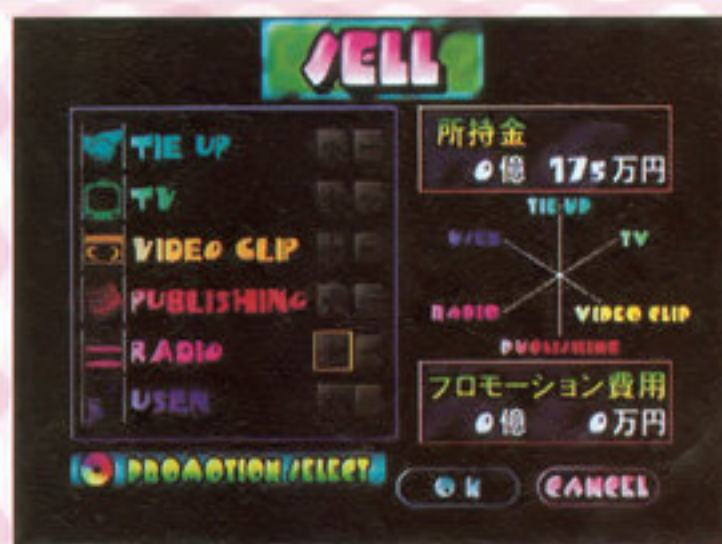 SELL
TIE UP
TV
VIDEO CLIP
PUBLISHING
RADIO
USEN
所持金
0億 175万円
TIE UP
USEN
TV
RADIO
VIDEO CLIP
PUBLISHING
プロモーション費用
0億 0万円
PROMOTION SELECT
OK
CANCEL